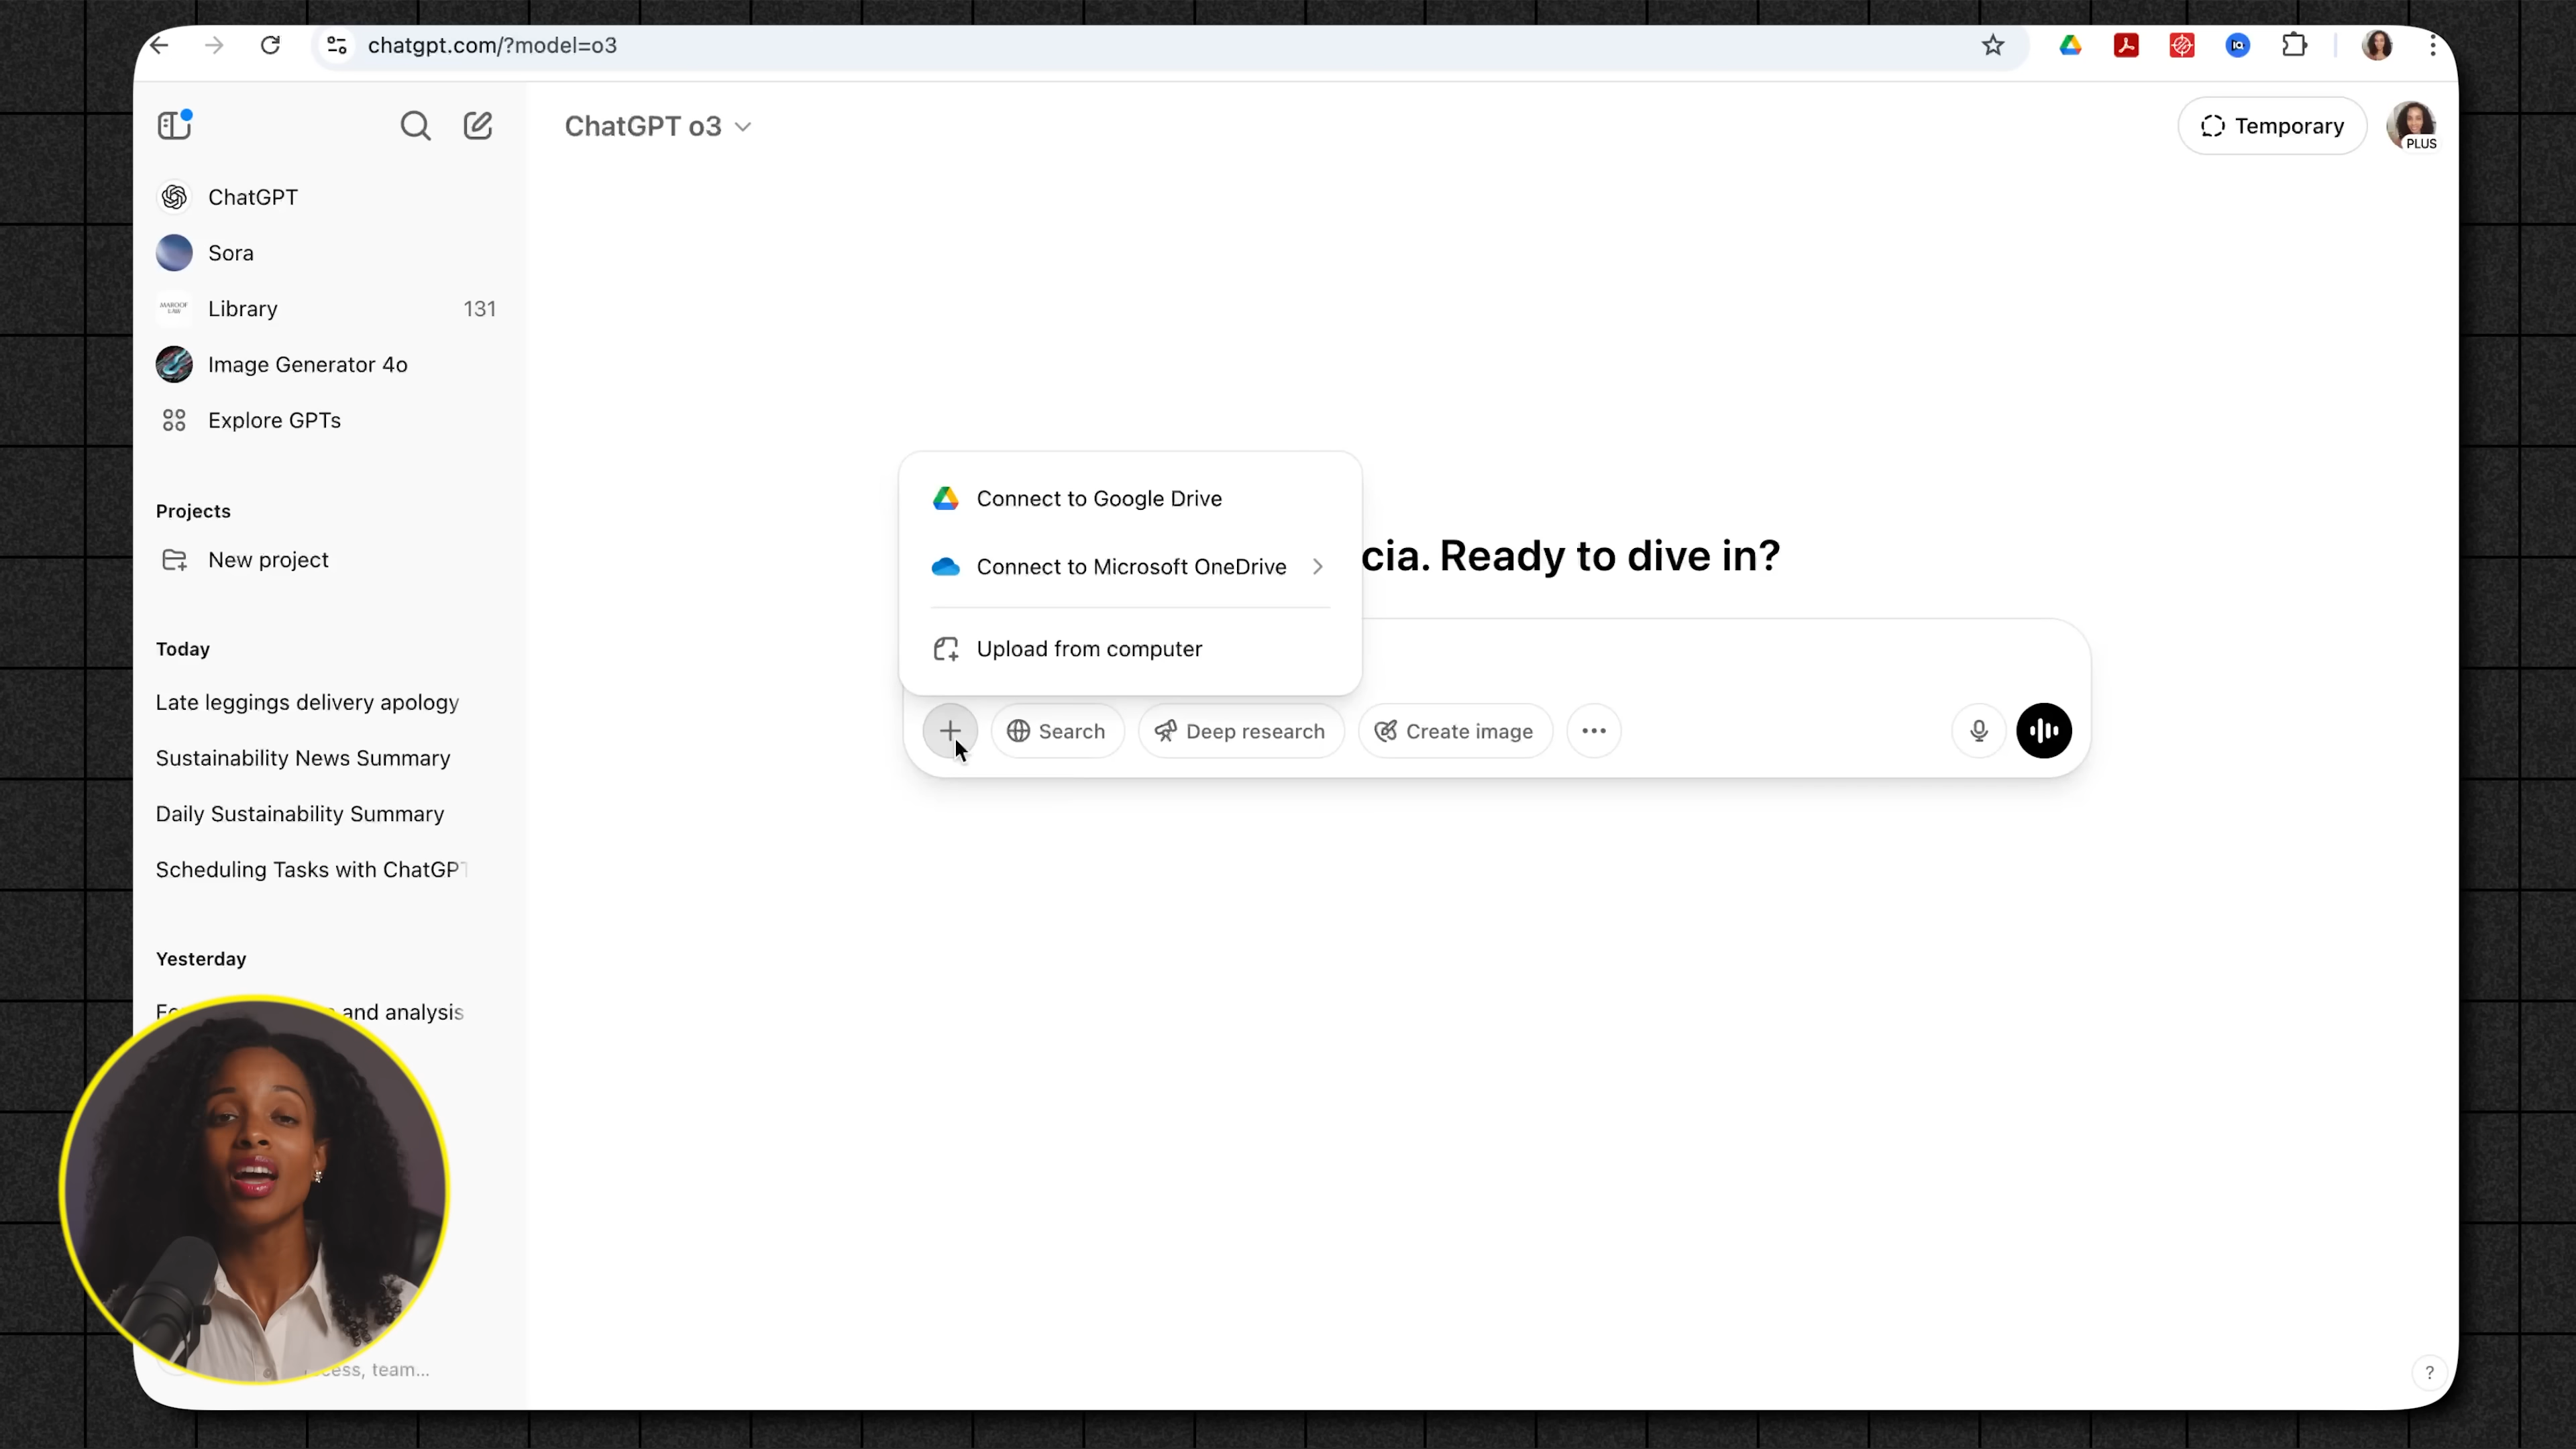 chatgpt.com/?model=o3
ChatGPT o3
Temporary
PLUS
ChatGPT
Sora
MAROOF
LAW
Library 131
Image Generator 4o
Explore GPTs
Projects
New project
Today
Late leggings delivery apology
Sustainability News Summary
Daily Sustainability Summary
Scheduling Tasks with ChatGPT
Yesterday
and analysis
team...
Connect to Google Drive
Connect to Microsoft OneDrive
Upload from computer
cia. Ready to dive in?
Search
Deep research
Create image
?